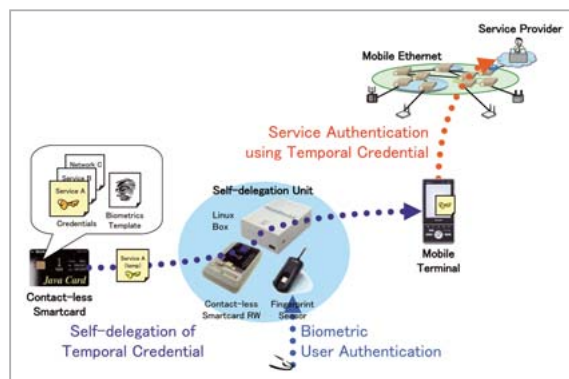 Service Provider
Mobile Ethernet
Service Authentication
using Temporal Credential
Network C
Service B
Service A
Credentials
Biometrics
Template
Self-delegation Unit
Linux
Box
Service A
(temp)
Java Card
Contact-less
Smartcard
Contact-less
Smartcard RW
Fingerprint
Sensor
Mobile
Terminal
Self-delegation of
Temporal Credential
Biometric
User Authentication